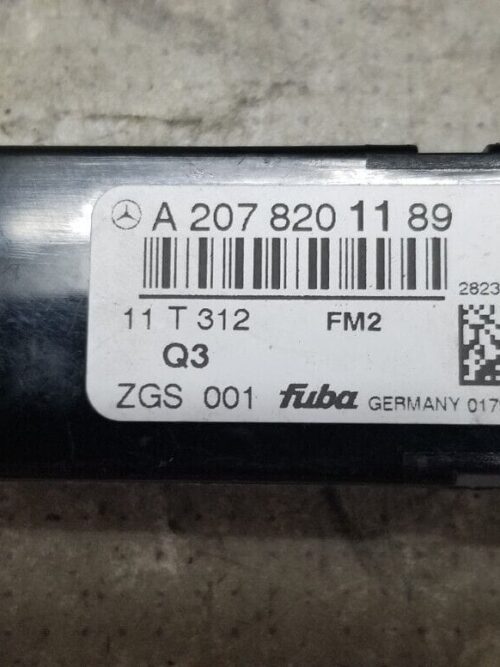 A 207 820 11 89
2823
11 T 312 FM2
Q3
ZGS 001 fuba GERMANY 017